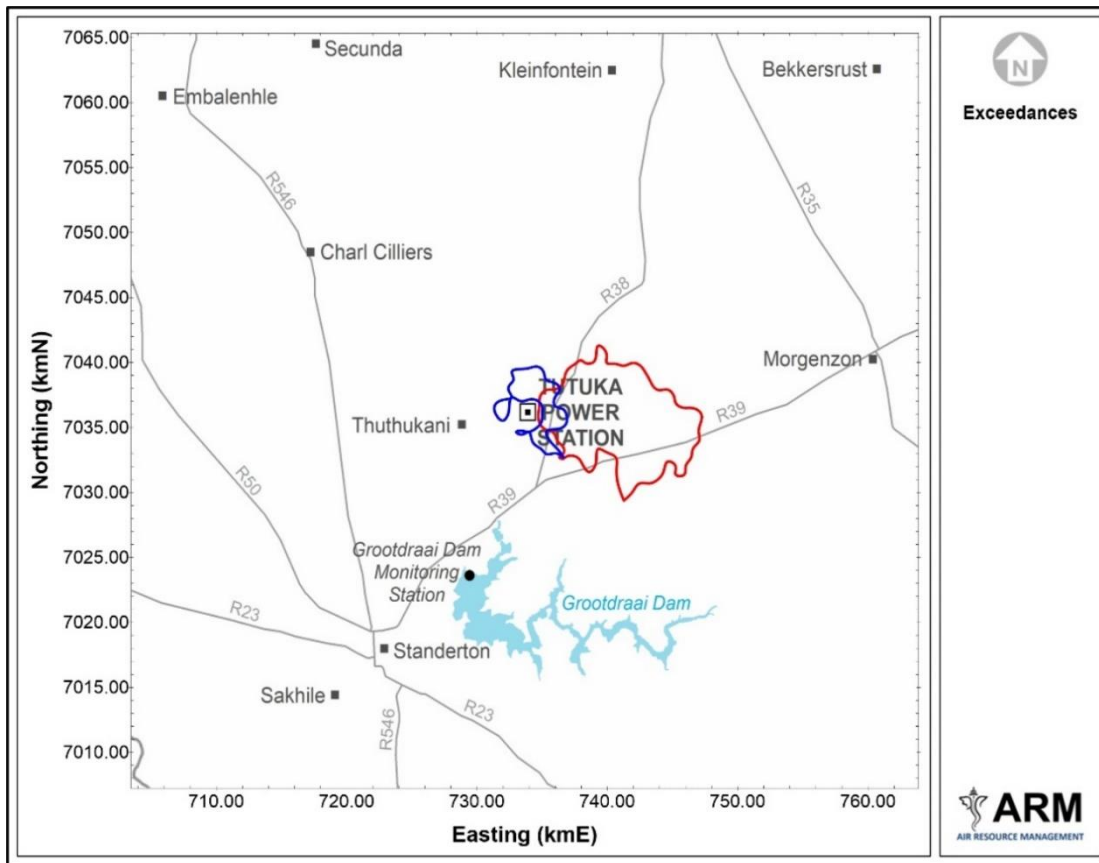 7065.00
7060.00
7055.00
7050.00
7045.00
7040.00
7035.00
7030.00
7025.00
7020.00
7015.00
7010.00
Northing (kmN)
Secunda
Kleinfontein
Bekkersrust
Embalenhle
R546
R35
Charl Cilliers
R38
Morgenzon
TUTUKA
POWER
STATION
Thuthukani
R39
R50
R39
Grootdraai Dam
Monitoring
Station
Grootdraai Dam
R23
Standerton
Sakhile
R23
R546
710.00 720.00 730.00 740.00 750.00 760.00
Easting (kmE)
N
Exceedances
ARM
AIR RESOURCE MANAGEMENT